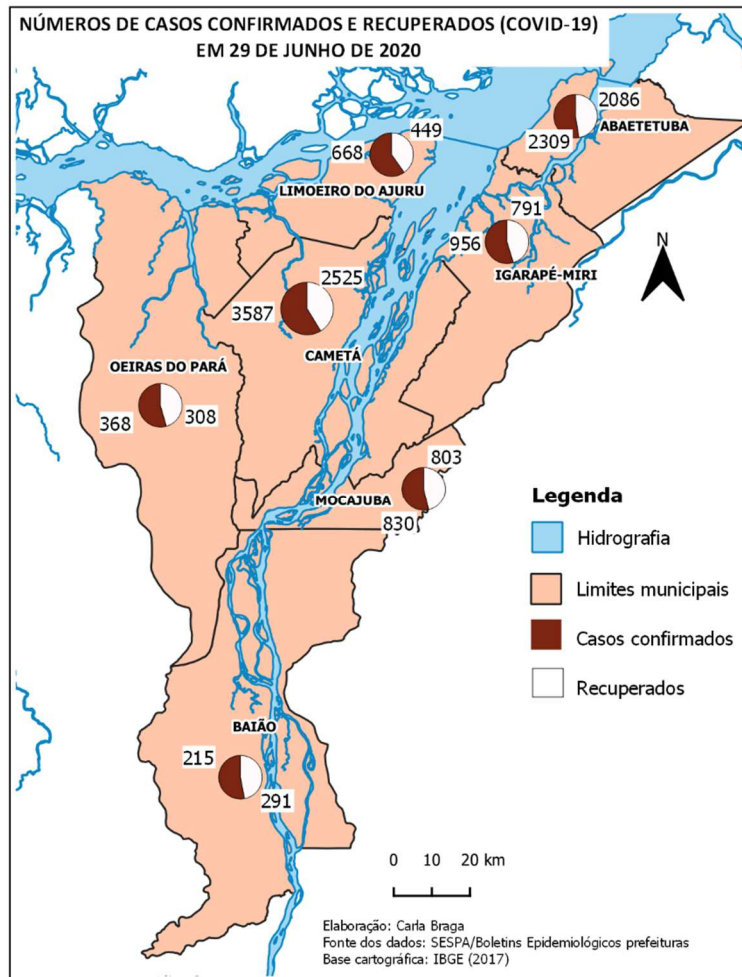 NÚMEROS DE CASOS CONFIRMADOS E RECUPERADOS (COVID-19)
EM 29 DE JUNHO DE 2020
2086
ABAETETUBA
2309
449
668
LIMOEIRO DO AJURU
791
956
IGARAPÉ-MIRI
N
2525
3587
CAMETÁ
OEIRAS DO PARÁ
368
308
803
MOCAJUBA
830
BAIÃO
215
291
Legenda
Hidrografia
Limites municipais
Casos confirmados
Recuperados
0 10 20 km
Elaboração: Carla Braga
Fonte dos dados: SESPA/Boletins Epidemiológicos prefeituras
Base cartográfica: IBGE (2017)